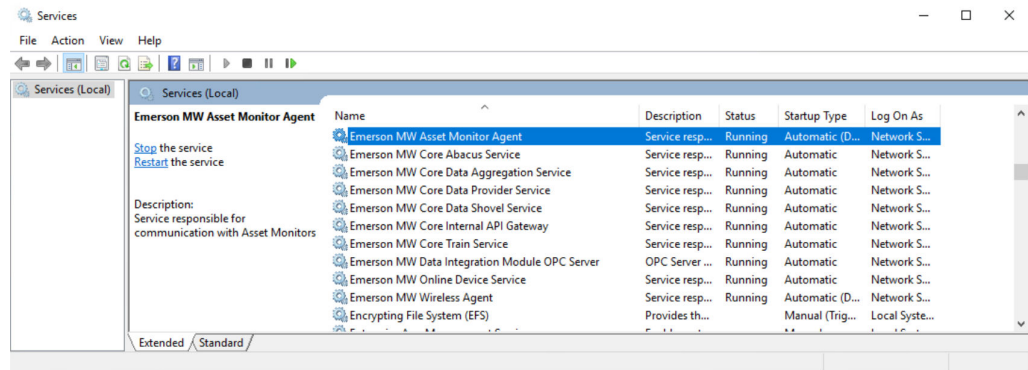 Services
File Action View Help
Services (Local)
Services (Local)
Emerson MW Asset Monitor Agent
Stop the service
Restart the service
Description:
Service responsible for
communication with Asset Monitors
Name Description Status Startup Type Log On As
Emerson MW Asset Monitor Agent Service resp... Running Automatic (D... Network S...
Emerson MW Core Abacus Service Service resp... Running Automatic Network S...
Emerson MW Core Data Aggregation Service Service resp... Running Automatic Network S...
Emerson MW Core Data Provider Service Service resp... Running Automatic Network S...
Emerson MW Core Data Shovel Service Service resp... Running Automatic Network S...
Emerson MW Core Internal API Gateway Service resp... Running Automatic Network S...
Emerson MW Core Train Service Service resp... Running Automatic Network S...
Emerson MW Data Integration Module OPC Server OPC Server ... Running Automatic Network S...
Emerson MW Online Device Service Service resp... Running Automatic Network S...
Emerson MW Wireless Agent Service resp... Running Automatic (D... Network S...
Encrypting File System (EFS) Provides th... Manual (Trig... Local Syste...
Extended Standard